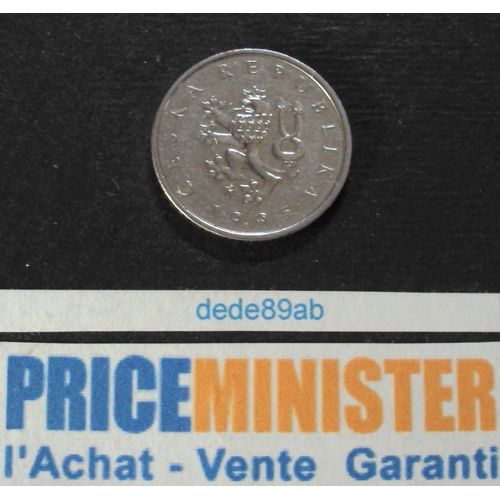 ČESKÁ REPUBLIKA
dede89ab
PRICEMINISTER
l'Achat - Vente Garanti